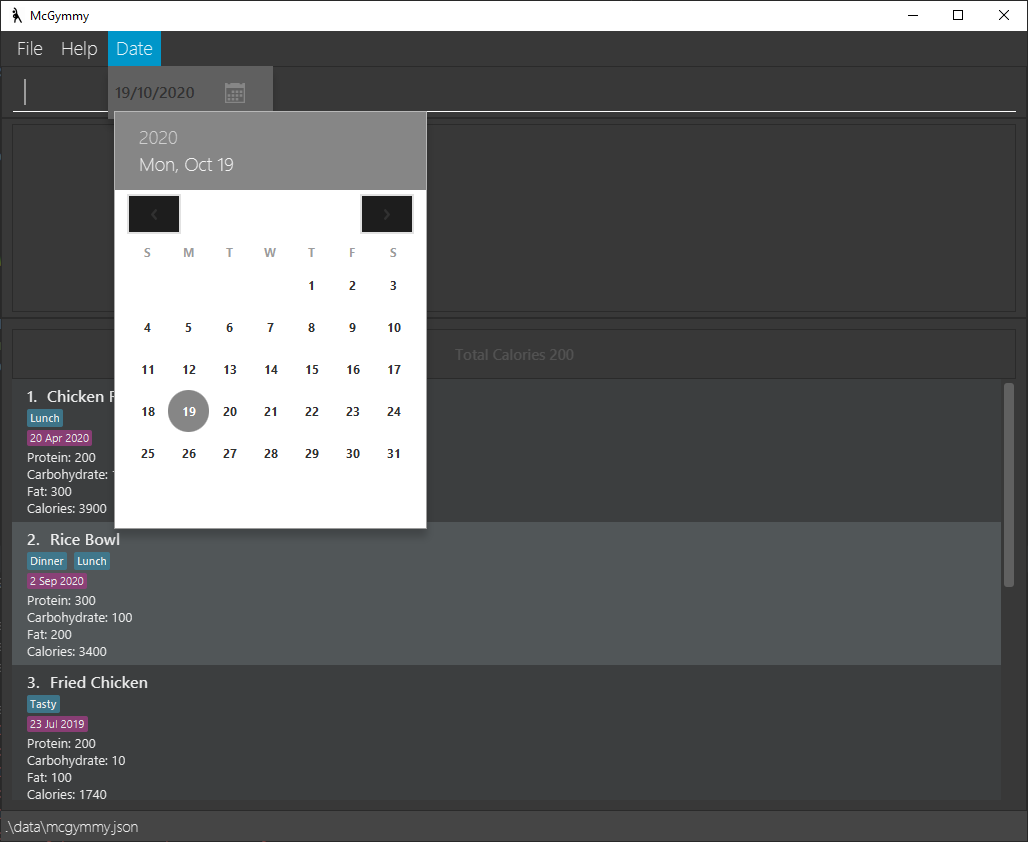 McGymmy
File Help Date
19/10/2020
2020
Mon, Oct 19
S M T W T F S
1 2 3
4 5 6 7 8 9 10
11 12 13 14 15 16 17
18 19 20 21 22 23 24
25 26 27 28 29 30 31
Total Calories 200
1. Chicken
Lunch
20 Apr 2020
Protein: 200
Carbohydrate:
Fat: 300
Calories: 3900
2. Rice Bowl
Dinner Lunch
2 Sep 2020
Protein: 300
Carbohydrate: 100
Fat: 200
Calories: 3400
3. Fried Chicken
Tasty
23 Jul 2019
Protein: 200
Carbohydrate: 10
Fat: 100
Calories: 1740
.\data\mcgymmy.json